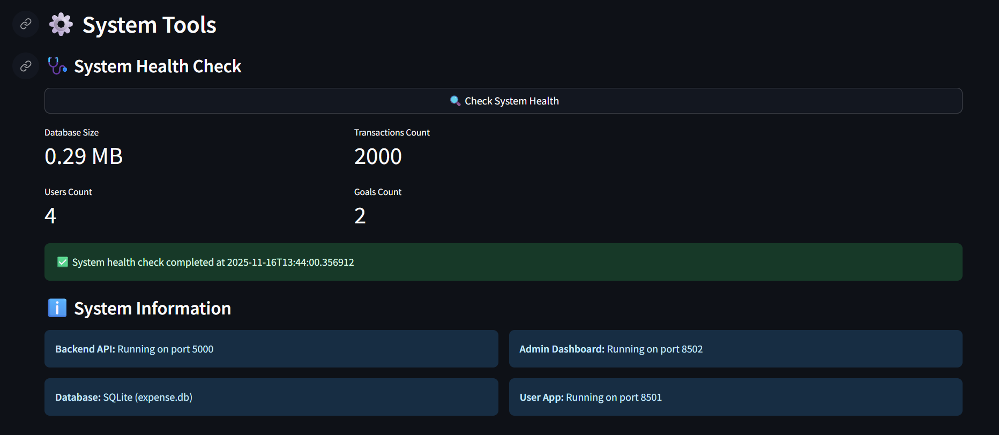 System Tools
System Health Check
Check System Health
Database Size
0.29 MB
Transactions Count
2000
Users Count
4
Goals Count
2
System health check completed at 2025-11-16T13:44:00.356912
System Information
Backend API: Running on port 5000
Admin Dashboard: Running on port 8502
Database: SQLite (expense.db)
User App: Running on port 8501